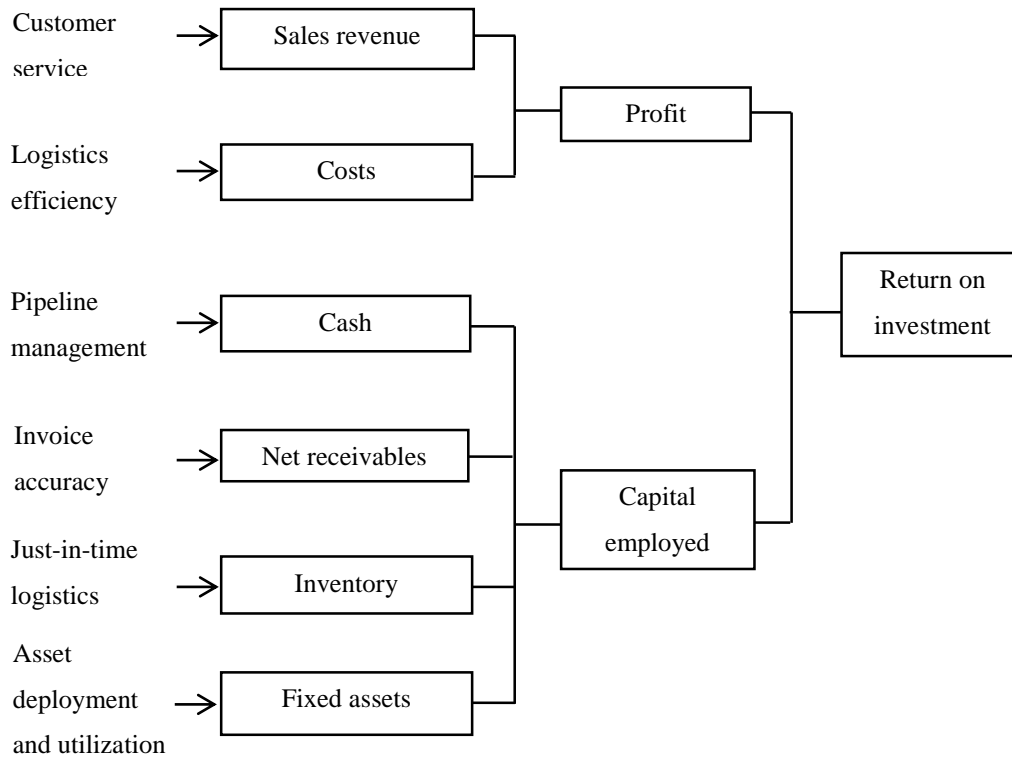 Customer
service
Sales revenue
Profit
Logistics
efficiency
Costs
Return on
investment
Pipeline
management
Cash
Invoice
accuracy
Net receivables
Capital
employed
Just-in-time
logistics
Inventory
Asset
deployment
and utilization
Fixed assets